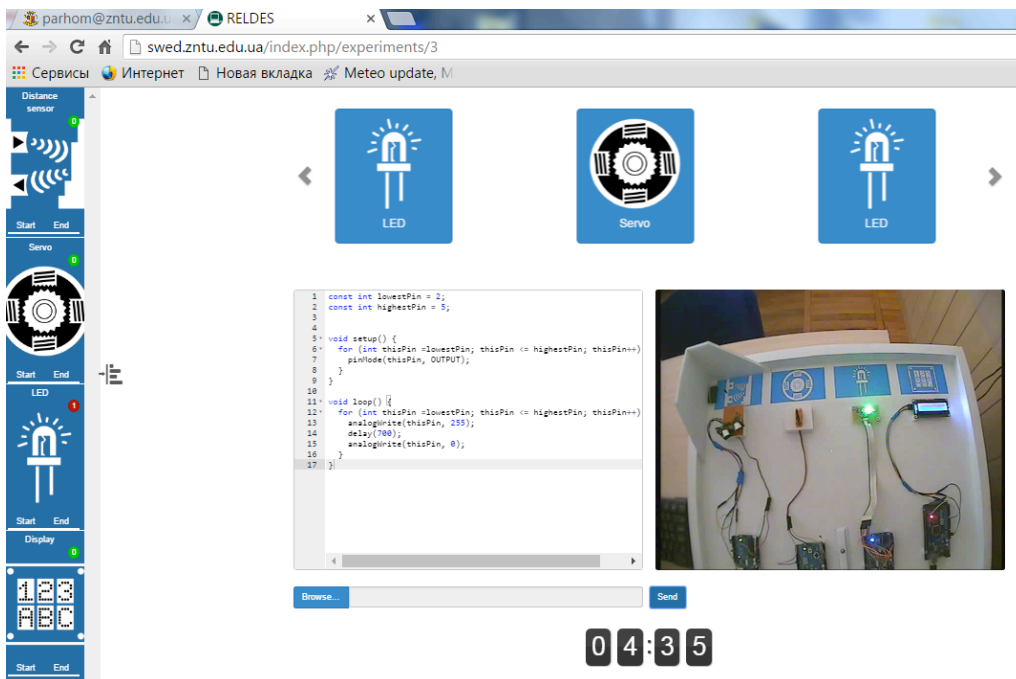 parhom@zntu.edu.u
RELDES
swed.zntu.edu.ua/index.php/experiments/3
Сервисы Интернет Новая вкладка Meteo update, M
Distance
sensor
0
Start End
Servo
0
Start End
LED
1
Start End
Display
0
123
ABC
Start End
LED
Servo
LED
1 const int lowestPin = 2;
2 const int highestPin = 5;
3
4
5 void setup() {
6 for (int thisPin =lowestPin; thisPin <= highestPin; thisPin++)
7 pinMode(thisPin, OUTPUT);
8 }
9 }
10
11 void loop() {
12 for (int thisPin =lowestPin; thisPin <= highestPin; thisPin++)
13 analogWrite(thisPin, 255);
14 delay(700);
15 analogWrite(thisPin, 0);
16 }
17 }
Browse...
Send
04:35